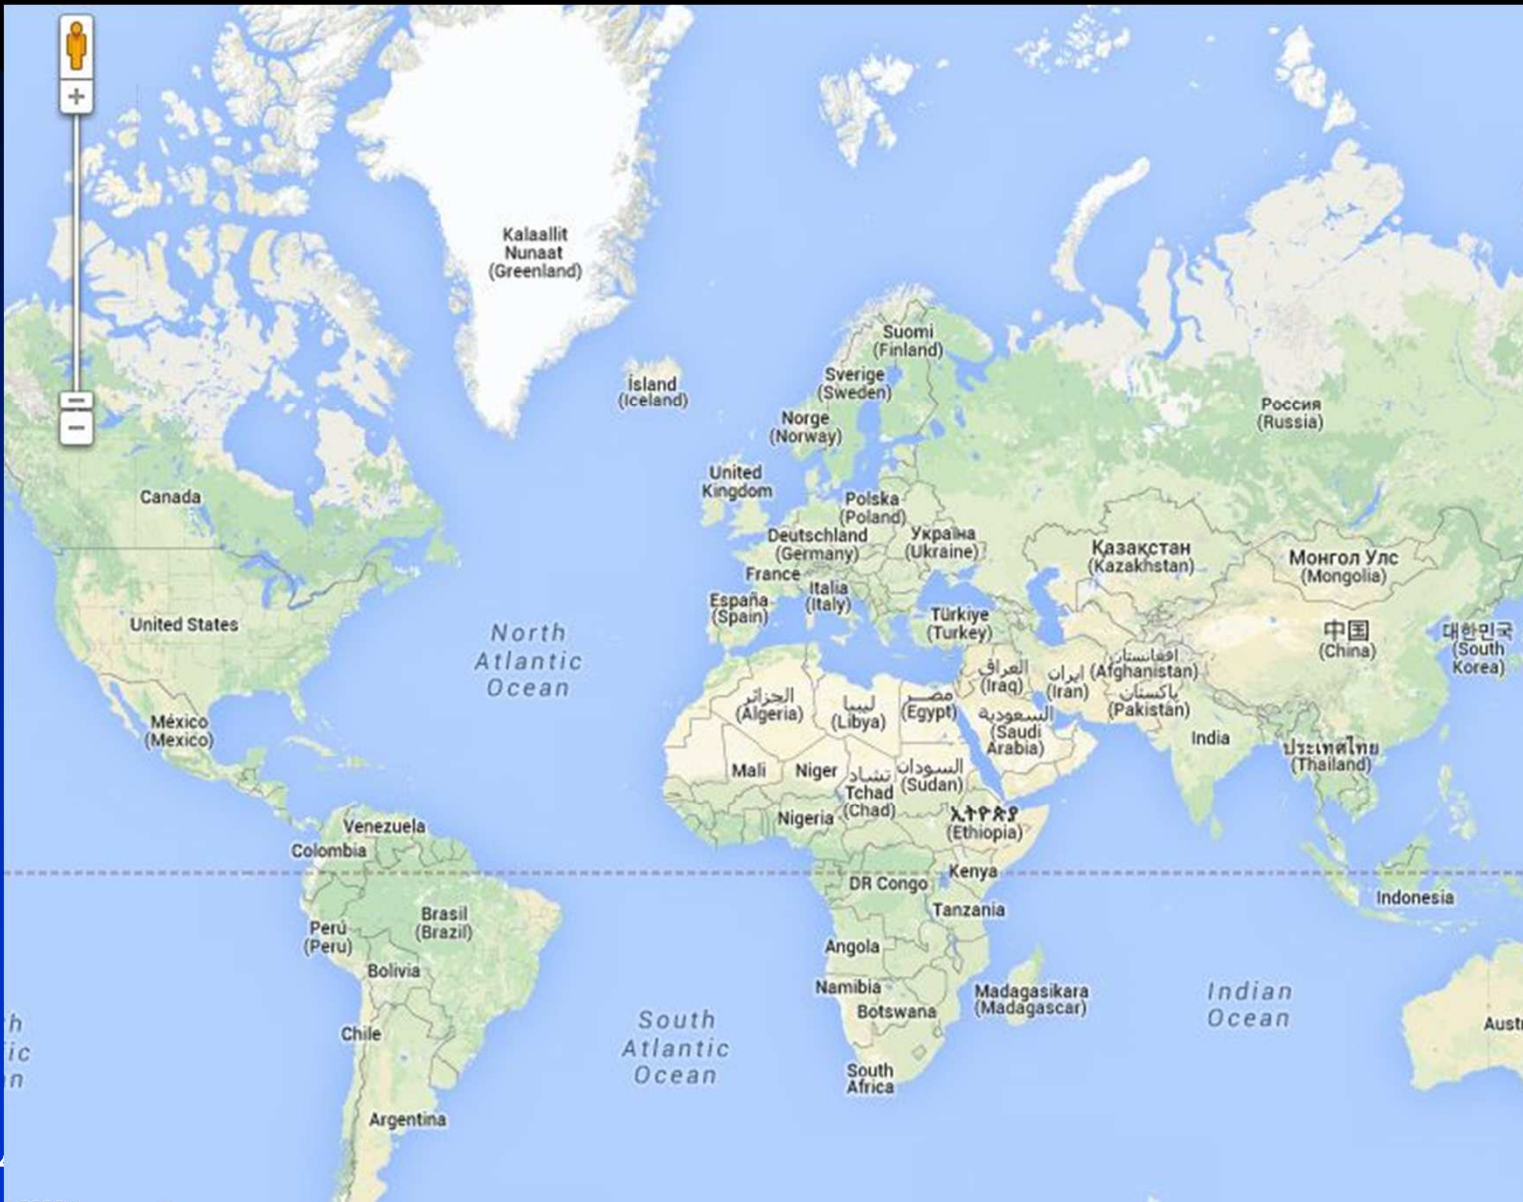 Kalaallit
Nunaat
(Greenland)
Suomi
(Finland)
Ísland
(Iceland)
Sverige
(Sweden)
Norge
(Norway)
Россия
(Russia)
United
Kingdom
Canada
Polska
(Poland)
Deutschland
(Germany)
Україна
(Ukraine)
Қазақстан
(Kazakhstan)
Монгол Улс
(Mongolia)
France
Italia
(Italy)
España
(Spain)
Türkiye
(Turkey)
United States
North
Atlantic
Ocean
中国
(China)
대한민국
(South
Korea)
العراق
(Iraq)
ايران
(Iran)
افغانستان
(Afghanistan)
پاکستان
(Pakistan)
الجزائر
(Algeria)
ليبيا
(Libya)
مصر
(Egypt)
السعودية
(Saudi
Arabia)
México
(Mexico)
India
ประเทศไทย
(Thailand)
Mali
Niger
تشاد
Tchad
(Chad)
السودان
(Sudan)
Nigeria
ኢትዮጵያ
(Ethiopia)
Venezuela
Colombia
Kenya
DR Congo
Tanzania
Indonesia
Brasil
(Brazil)
Perú
(Peru)
Angola
Bolivia
Namibia
Botswana
Madagasikara
(Madagascar)
Indian
Ocean
Chile
South
Atlantic
Ocean
h
ic
n
Austr
South
Africa
Argentina